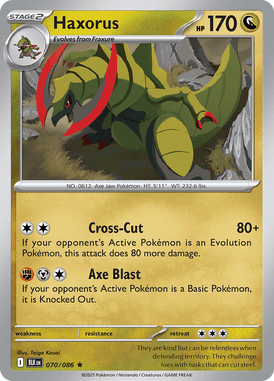 STAGE2
Haxorus
HP 170
Evolves from Fraxure
NO. 0612 Axe Jaw Pokémon HT: 5'11" WT: 232.6 lbs.
Cross-Cut 80+
If your opponent's Active Pokémon is an Evolution
Pokémon, this attack does 80 more damage.
Axe Blast
If your opponent's Active Pokémon is a Basic Pokémon,
it is Knocked Out.
weakness resistance retreat
Illus. Taiga Kasai
D BLK EN 070/086
They are kind but can be relentless when
defending territory. They challenge
foes with tusks that can cut steel.
©2025 Pokémon / Nintendo / Creatures / GAME FREAK